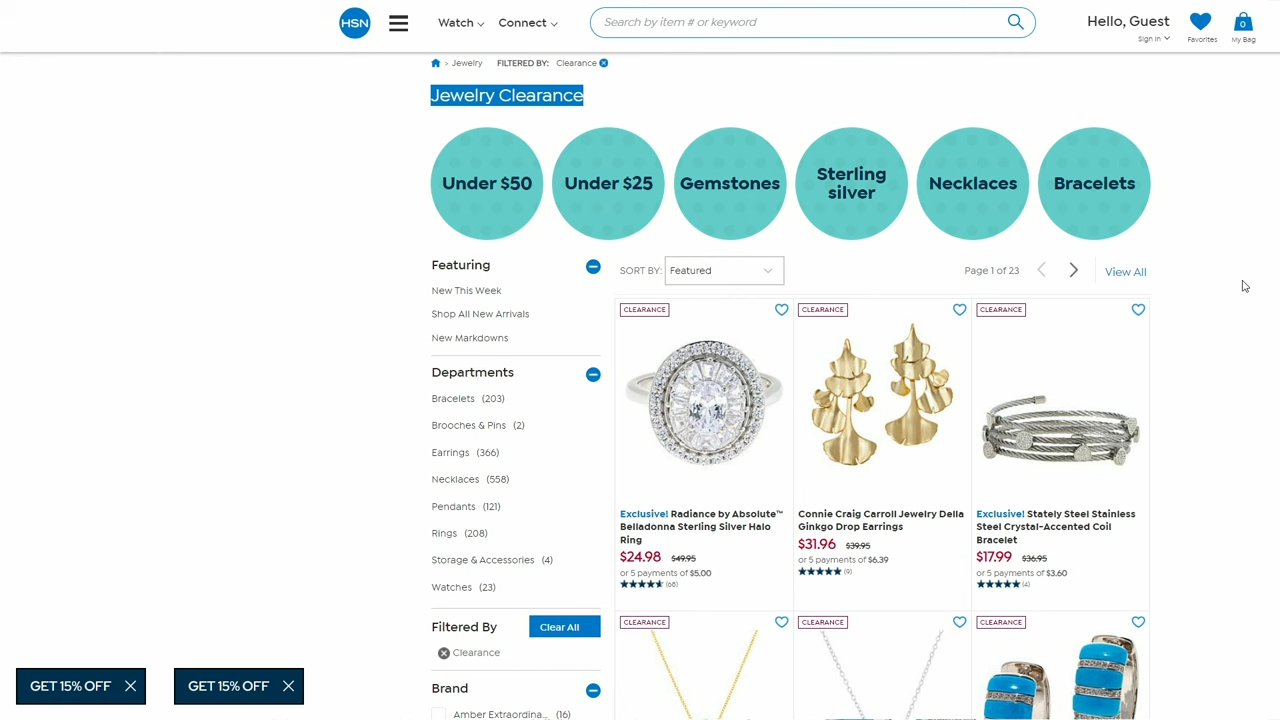 HSN
Watch
Connect
Search by item # or keyword
Hello, Guest
Sign In
Favorites
0
My Bag
> Jewelry FILTERED BY: Clearance
Jewelry Clearance
Under $50
Under $25
Gemstones
Sterling
silver
Necklaces
Bracelets
Featuring
New This Week
Shop All New Arrivals
New Markdowns
Departments
Bracelets (203)
Brooches & Pins (2)
Earrings (366)
Necklaces (558)
Pendants (121)
Rings (208)
Storage & Accessories (4)
Watches (23)
Filtered By
Clear All
Clearance
Brand
Amber Extraordina... (16)
SORT BY: Featured
Page 1 of 23
View All
CLEARANCE
Exclusive! Radiance by Absolute™
Belladonna Sterling Silver Halo
Ring
$24.98 $49.95
or 5 payments of $5.00
(68)
CLEARANCE
Connie Craig Carroll Jewelry Della
Ginkgo Drop Earrings
$31.96 $39.95
or 5 payments of $6.39
(9)
CLEARANCE
Exclusive! Stately Steel Stainless
Steel Crystal-Accented Coil
Bracelet
$17.99 $36.95
or 5 payments of $3.60
(4)
CLEARANCE
CLEARANCE
CLEARANCE
GET 15% OFF
GET 15% OFF